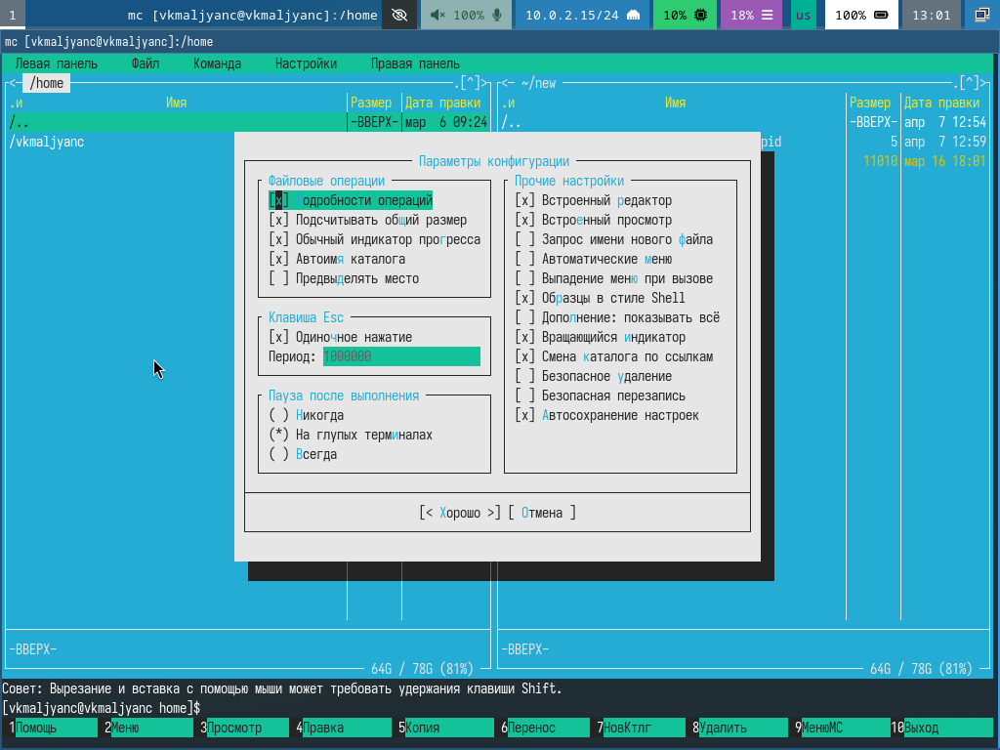 1 mc [vkmaljyanc@vkmaljyanc]:/home 100% 10.0.2.15/24 10% 18% us 100% 13:01
mc [vkmaljyanc@vkmaljyanc]:/home
Левая панель Файл Команда Настройки Правая панель
<─ /home .[^]> <─ ~/new .[^]>
.и Имя Размер Дата правки .и Имя Размер Дата правки
/.. -ВВЕРХ- мар 6 09:24 /.. -ВВЕРХ- апр 7 12:54
/vkmaljyanc pid 5 апр 7 12:59
11010 мар 16 18:01
Параметры конфигурации
Файловые операции
[x] одробности операций
[x] Подсчитывать общий размер
[x] Обычный индикатор прогресса
[x] Автоимя каталога
[ ] Предвыделять место
Клавиша Esc
[x] Одиночное нажатие
Период: 1000000
Пауза после выполнения
( ) Никогда
(*) На глупых терминалах
( ) Всегда
Прочие настройки
[x] Встроенный редактор
[x] Встроенный просмотр
[ ] Запрос имени нового файла
[ ] Автоматические меню
[ ] Выпадение меню при вызове
[x] Образцы в стиле Shell
[ ] Дополнение: показывать всё
[x] Вращающийся индикатор
[x] Смена каталога по ссылкам
[ ] Безопасное удаление
[ ] Безопасная перезапись
[x] Автосохранение настроек
[< Хорошо >] [ Отмена ]
-ВВЕРХ- -ВВЕРХ-
64G / 78G (81%) 64G / 78G (81%)
Совет: Вырезание и вставка с помощью мыши может требовать удержания клавиши Shift.
[vkmaljyanc@vkmaljyanc home]$
1Помощь 2Меню 3Просмотр 4Правка 5Копия 6Перенос 7НовКтлг 8Удалить 9МенюМС 10Выход